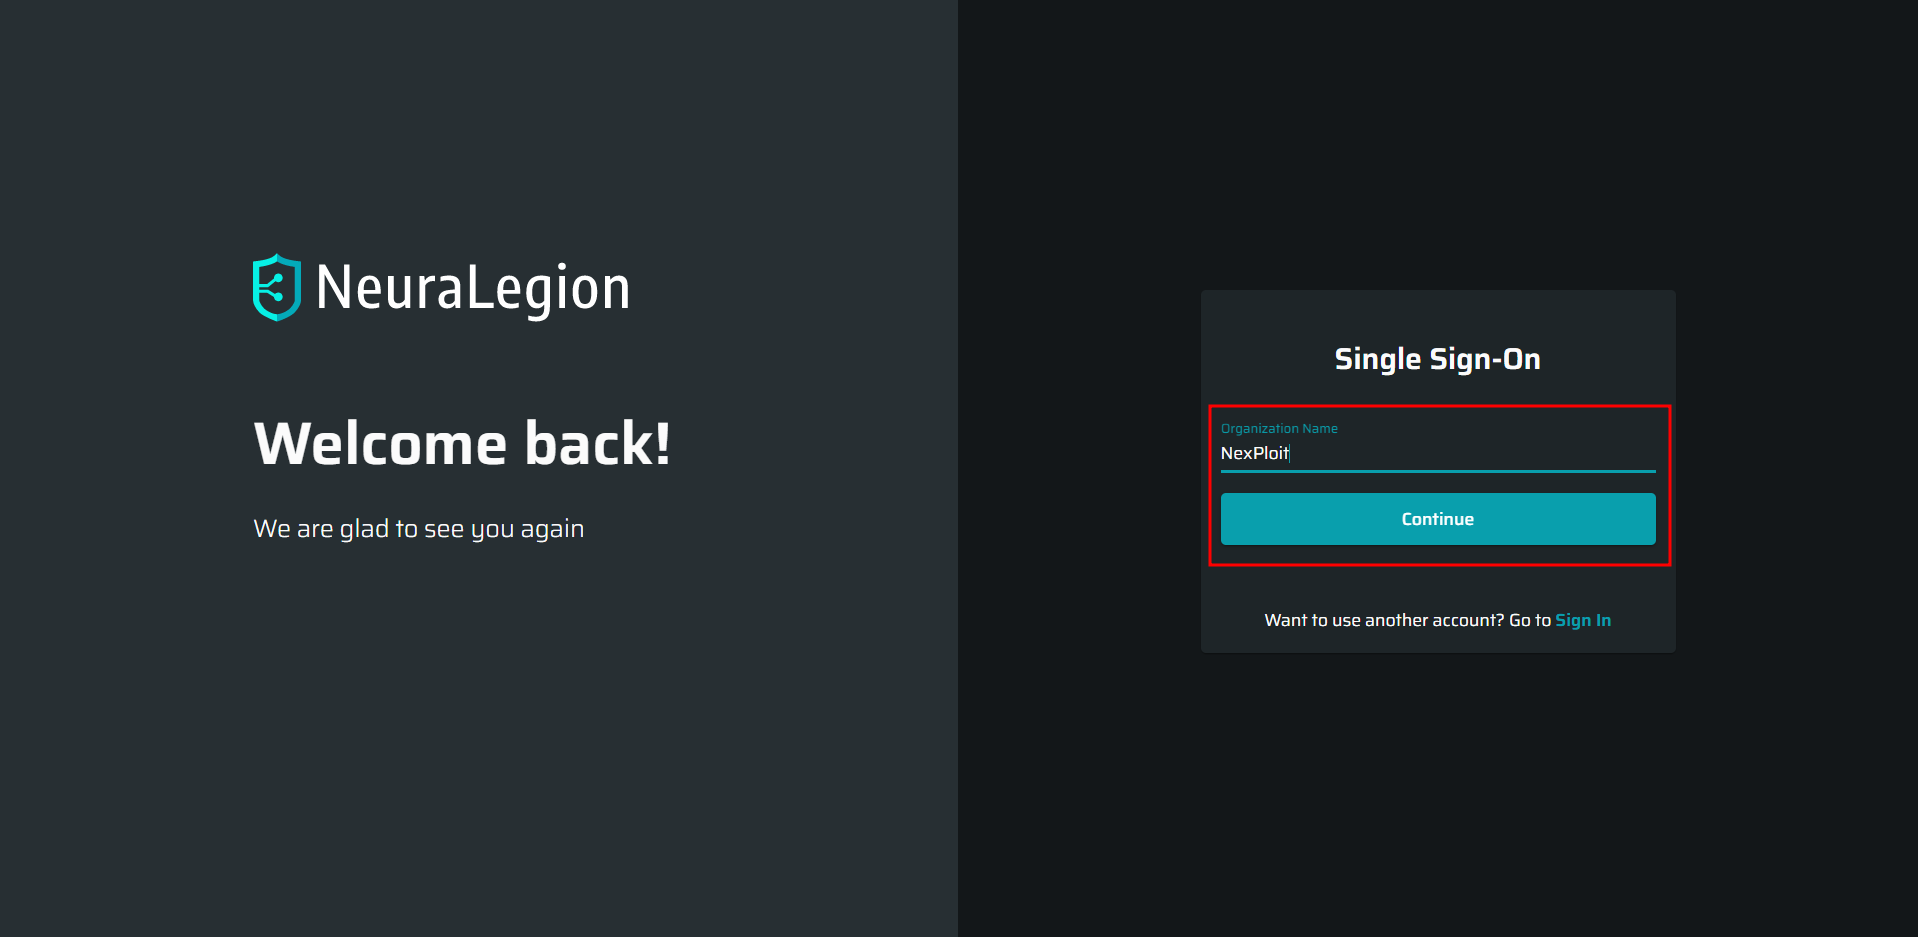 NeuraLegion
Welcome back!
We are glad to see you again
Single Sign-On
Organization Name
NexPloit
Continue
Want to use another account? Go to Sign In